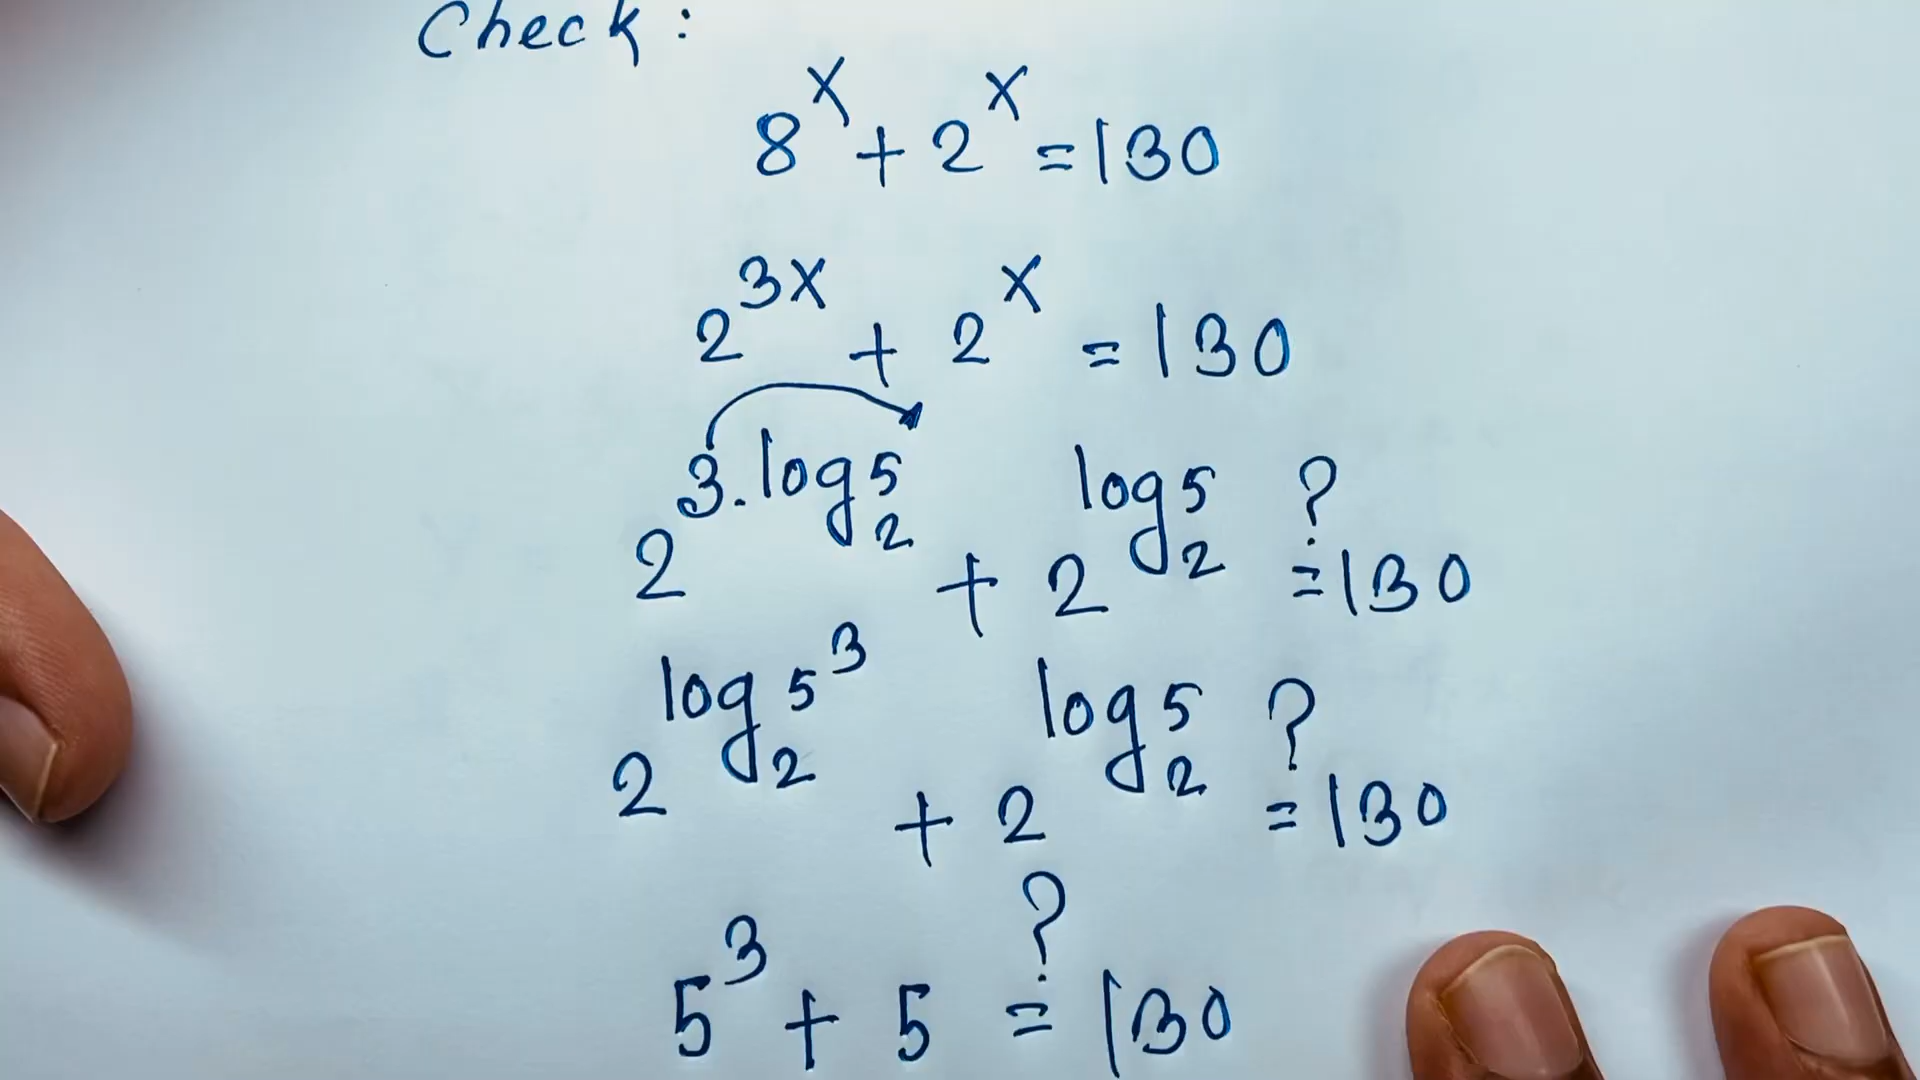 Check:
8^x + 2^x = 130
2^{3x} + 2^x = 130
2^{3.log_2 5} + 2^{log_2 5} ?= 130
2^{log_2 5^3} + 2^{log_2 5} ?= 130
5^3 + 5 ?= 130